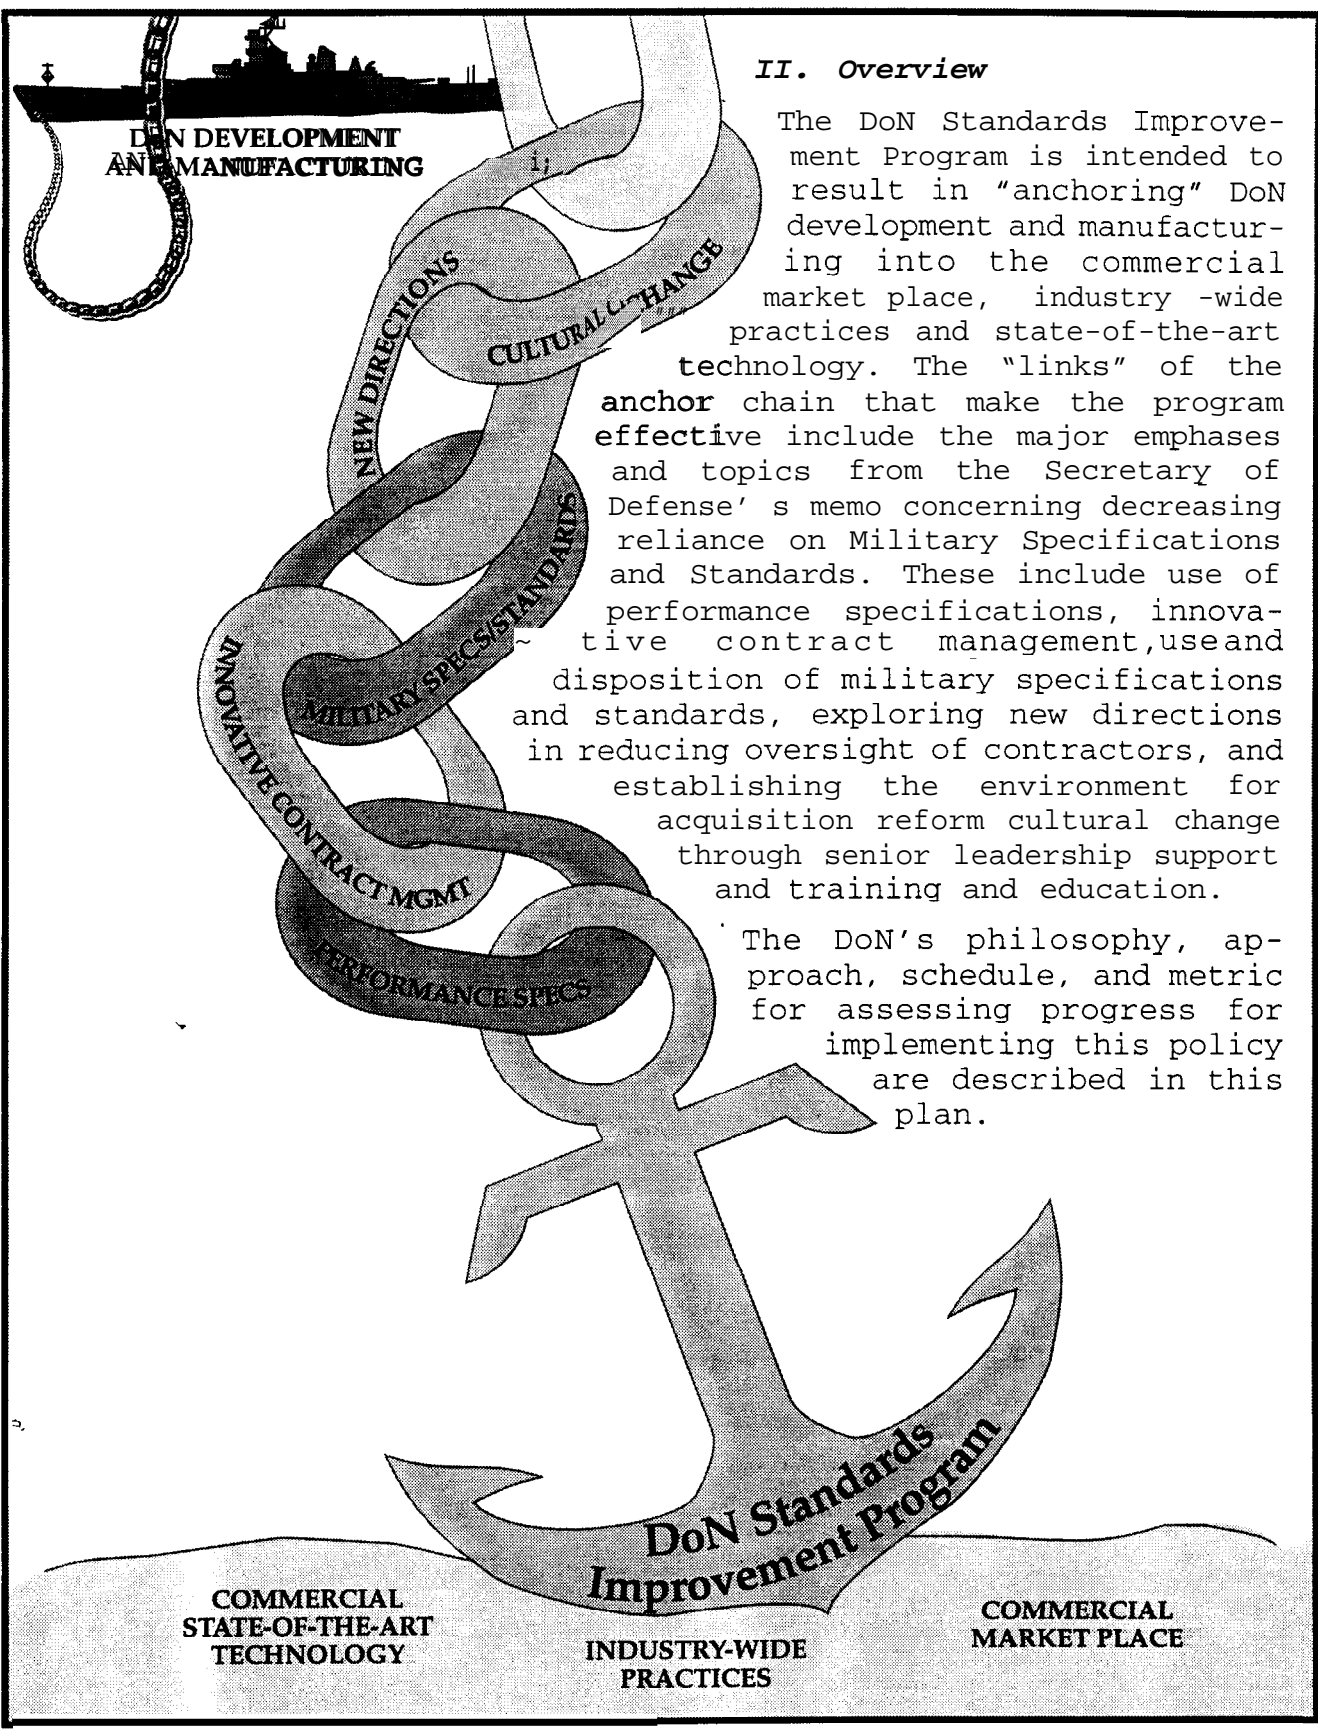 II. Overview
DoN DEVELOPMENT
AND MANUFACTURING
The DoN Standards Improve-
ment Program is intended to
result in "anchoring" DoN
development and manufactur-
ing into the commercial
market place, industry -wide
practices and state-of-the-art
technology. The "links" of the
anchor chain that make the program
effective include the major emphases
and topics from the Secretary of
Defense' s memo concerning decreasing
reliance on Military Specifications
and Standards. These include use of
performance specifications, innova-
~ tive contract management,useand
disposition of military specifications
and standards, exploring new directions
in reducing oversight of contractors, and
establishing the environment for
acquisition reform cultural change
through senior leadership support
and training and education.
The DoN's philosophy, ap-
proach, schedule, and metric
for assessing progress for
implementing this policy
are described in this
plan.
i;
CULTURAL CHANGE
NEW DIRECTIONS
MILITARY SPECS/STANDARDS
INNOVATIVE CONTRACT MGMT
PERFORMANCE SPECS
DoN Standards
Improvement Program
COMMERCIAL
STATE-OF-THE-ART
TECHNOLOGY
INDUSTRY-WIDE
PRACTICES
COMMERCIAL
MARKET PLACE